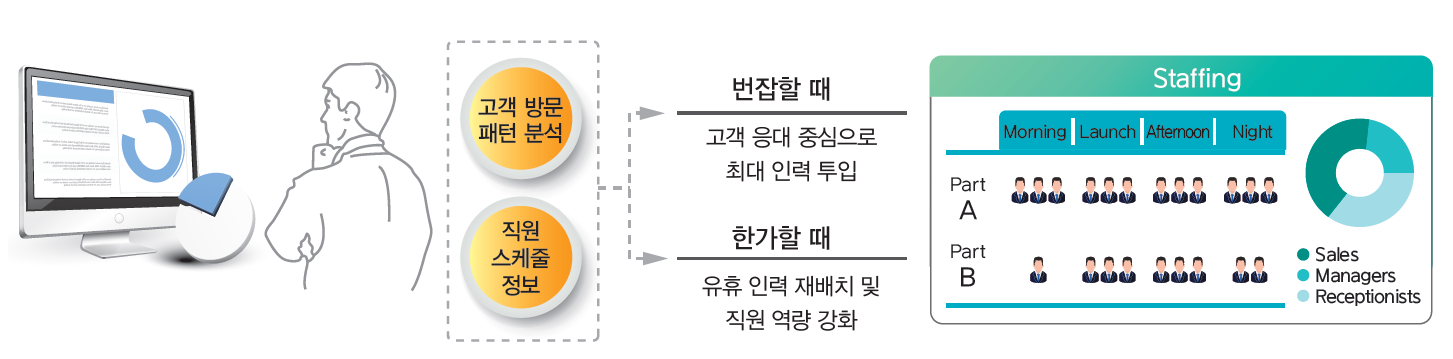 고객 방문
패턴 분석
직원
스케줄
정보
번잡할 때
고객 응대 중심으로
최대 인력 투입
한가할 때
유휴 인력 재배치 및
직원 역량 강화
Staffing
Morning Launch Afternoon Night
Part
A
Part
B
Sales
Managers
Receptionists